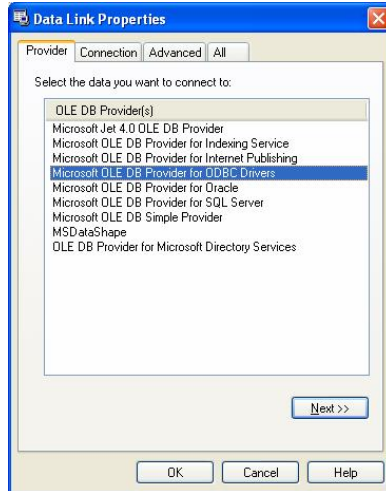 Data Link Properties
Provider Connection Advanced All
Select the data you want to connect to:
OLE DB Provider(s)
Microsoft Jet 4.0 OLE DB Provider
Microsoft OLE DB Provider for Indexing Service
Microsoft OLE DB Provider for Internet Publishing
Microsoft OLE DB Provider for ODBC Drivers
Microsoft OLE DB Provider for Oracle
Microsoft OLE DB Provider for SQL Server
Microsoft OLE DB Simple Provider
MSDataShape
OLE DB Provider for Microsoft Directory Services
Next >>
OK Cancel Help